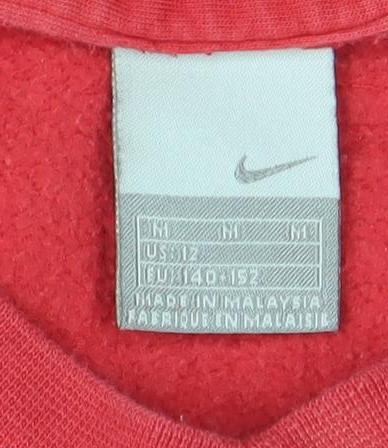 M M M
US: 12
EU: 140-152
MADE IN MALAYSIA
FABRIQUE EN MALAISIE